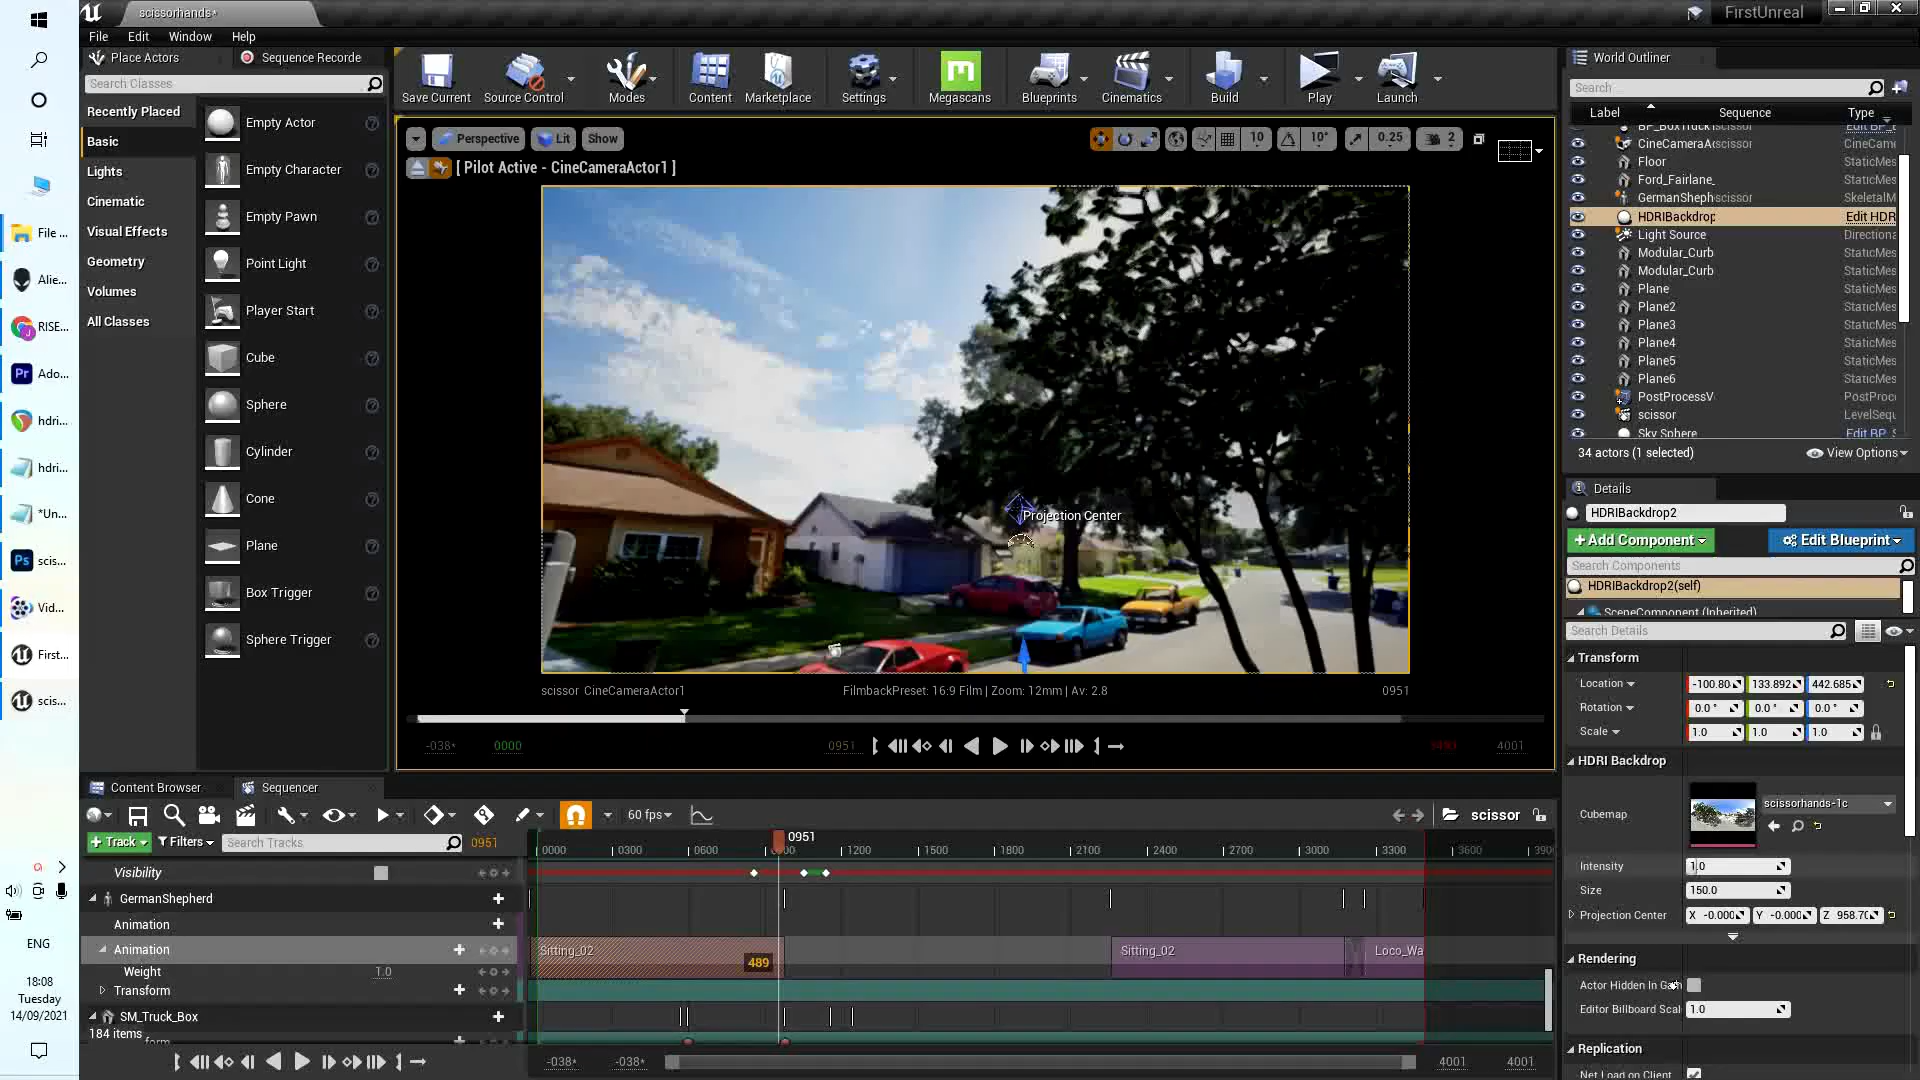 scissorhands*
FirstUnreal
File Edit Window Help
Place Actors
Sequence Recorde
Search Classes
Recently Placed
Basic
Lights
Cinematic
Visual Effects
Geometry
Volumes
All Classes
Empty Actor
Empty Character
Empty Pawn
Point Light
Player Start
Cube
Sphere
Cylinder
Cone
Plane
Box Trigger
Sphere Trigger
Save Current
Source Control
Modes
Content
Marketplace
Settings
Megascans
Blueprints
Cinematics
Build
Play
Launch
Perspective Lit Show
10 10° 0.25 2
[ Pilot Active - CineCameraActor1 ]
Projection Center
scissor CineCameraActor1
FilmbackPreset: 16:9 Film | Zoom: 12mm | Av: 2.8
0951
-038* 0000 0951 4001
World Outliner
Search...
Label Sequence Type
CineCameraAc scissor CineCame
Floor StaticMes
Ford_Fairlane_ StaticMes
GermanSheph scissor SkeletalM
HDRIBackdrop Edit HDR
Light Source Directiona
Modular_Curb StaticMes
Modular_Curb StaticMes
Plane StaticMes
Plane2 StaticMes
Plane3 StaticMes
Plane4 StaticMes
Plane5 StaticMes
Plane6 StaticMes
PostProcessV PostProc
scissor LevelSequ
Sky Sphere Edit BP_S
34 actors (1 selected)
View Options
Details
HDRIBackdrop2
+Add Component
Edit Blueprint
Search Components
HDRIBackdrop2(self)
SceneComponent (Inherited)
Search Details
Transform
Location -100.80 133.892 442.685
Rotation 0.0 ° 0.0 ° 0.0 °
Scale 1.0 1.0 1.0
HDRI Backdrop
Cubemap
scissorhands-1c
Intensity 1.0
Size 150.0
Projection Center X -0.000 Y -0.000 Z 958.70
Rendering
Actor Hidden In Gam
Editor Billboard Scal 1.0
Replication
Net Load on Client
Content Browser
Sequencer
60 fps
scissor
+ Track
Filters
Search Tracks
0951
0951
0000 0300 0600 1200 1500 1800 2100 2400 2700 3000 3300 3600 3900
Visibility
GermanShepherd
Animation
Animation
Weight 1.0
Transform
SM_Truck_Box
184 items
Sitting_02
489
Sitting_02
Loco_Wa
-038* -038* 4001 4001
File ...
Alie...
RISE...
Ado...
hdri...
hdri...
*Un...
scis...
Vid...
First...
scis...
ENG
18:08
Tuesday
14/09/2021